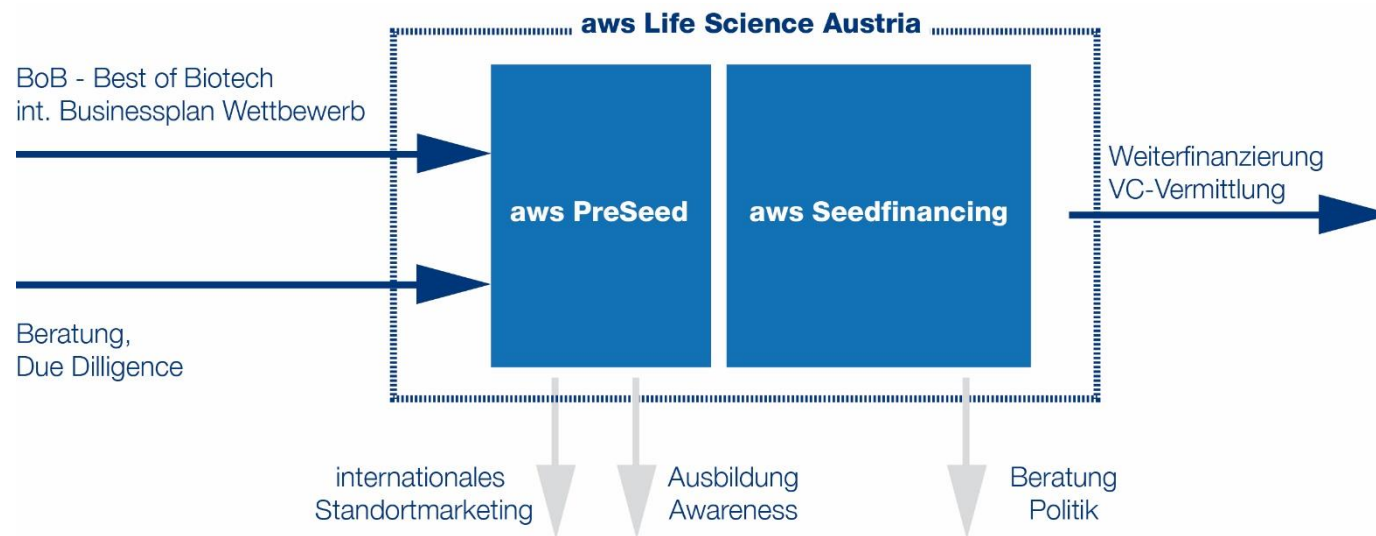 aws Life Science Austria
BoB - Best of Biotech
int. Businessplan Wettbewerb
aws PreSeed
aws Seedfinancing
Weiterfinanzierung
VC-Vermittlung
Beratung,
Due Dilligence
internationales
Standortmarketing
Ausbildung
Awareness
Beratung
Politik